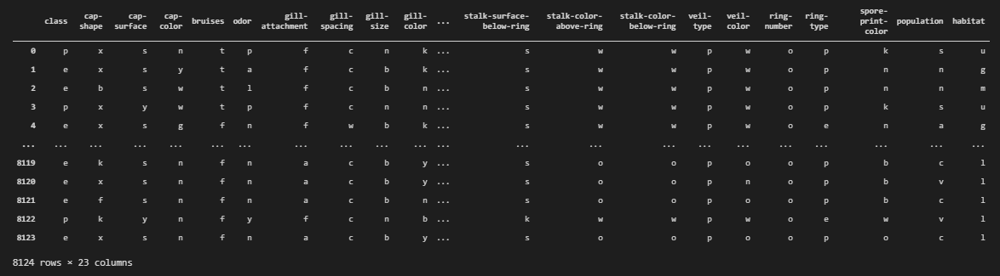 class cap-shape cap-surface cap-color bruises odor gill-attachment gill-spacing gill-size gill-color ... stalk-surface-below-ring stalk-color-above-ring stalk-color-below-ring veil-type veil-color ring-number ring-type spore-print-color population habitat
0 p x s n t p f c n k ... s w w p w o p k s u
1 e x s y t a f c b k ... s w w p w o p n n g
2 e b s w t l f c b n ... s w w p w o p n n m
3 p x y w t p f c n n ... s w w p w o p k s u
4 e x s g f n f w b k ... s w w p w o e n a g
... ... ... ... ... ... ... ... ... ... ... ... ... ... ... ... ... ... ... ... ... ...
8119 e k s n f n a c b y ... s o o p o o p b c l
8120 e x s n f n a c b y ... s o o p n o p b v l
8121 e f s n f n a c b n ... s o o p o o p b c l
8122 p k y n f y f c n b ... k w w p w o e w v l
8123 e x s n f n a c b y ... s o o p o o p o c l
8124 rows × 23 columns